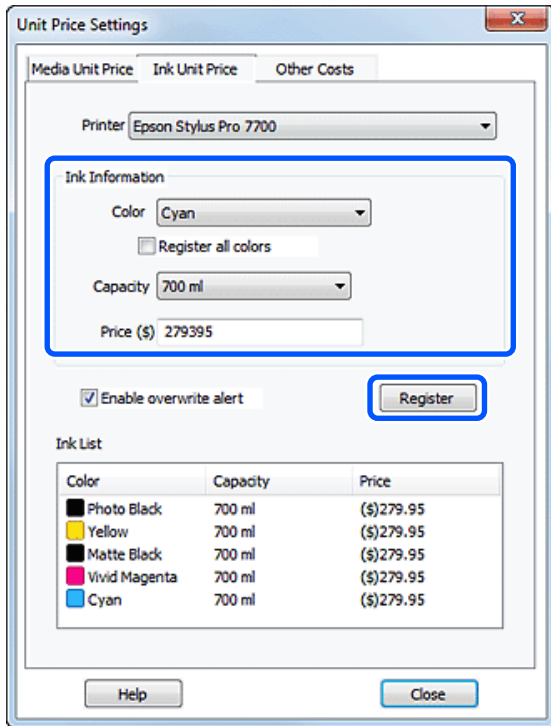 Unit Price Settings
Media Unit Price Ink Unit Price Other Costs
Printer Epson Stylus Pro 7700
Ink Information
Color Cyan
Register all colors
Capacity 700 ml
Price ($) 279395
Enable overwrite alert Register
Ink List
Color Capacity Price
Photo Black 700 ml ($)279.95
Yellow 700 ml ($)279.95
Matte Black 700 ml ($)279.95
Vivid Magenta 700 ml ($)279.95
Cyan 700 ml ($)279.95
Help Close